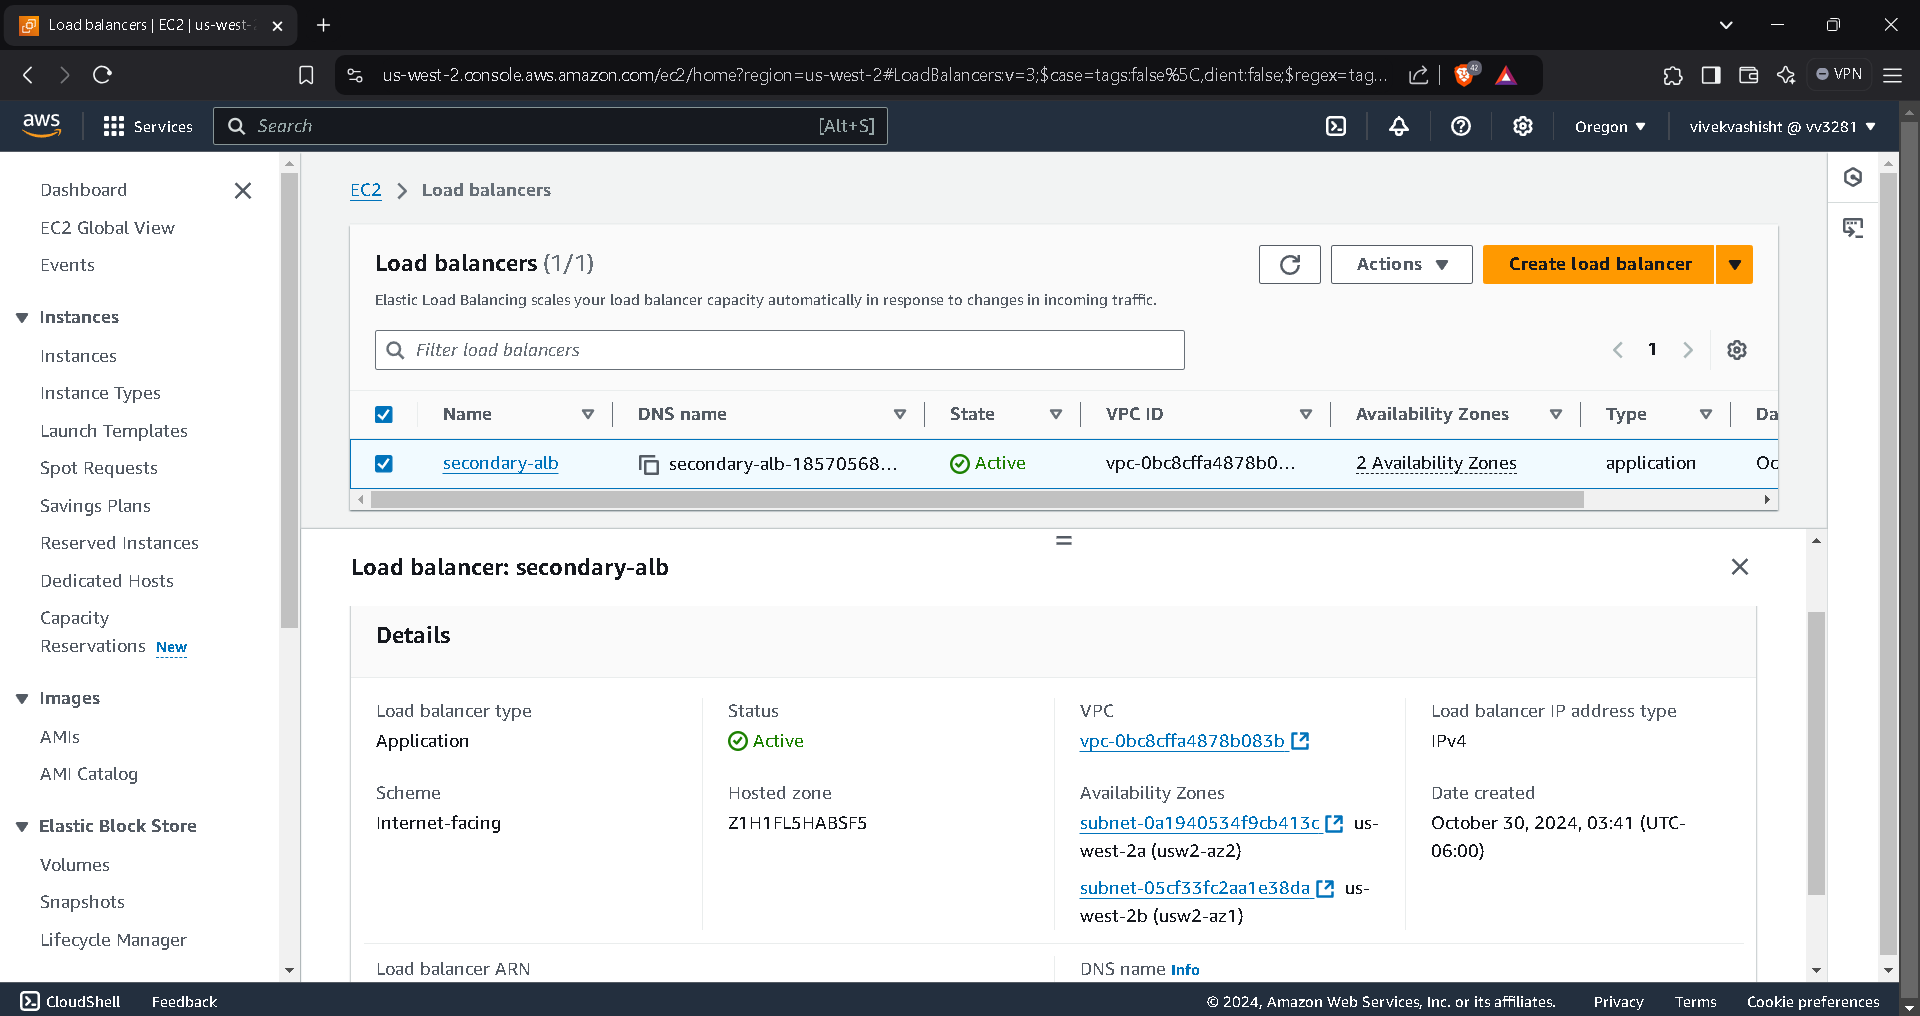 Load balancers | EC2 | us-west-2
us-west-2.console.aws.amazon.com/ec2/home?region=us-west-2#LoadBalancers:v=3;$case=tags:false%5C,client:false;$regex=tag...
42
VPN
aws
Services
Search
[Alt+S]
Oregon
vivekvashisht @ vv3281
Dashboard
EC2 Global View
Events
Instances
Instances
Instance Types
Launch Templates
Spot Requests
Savings Plans
Reserved Instances
Dedicated Hosts
Capacity
Reservations New
Images
AMIs
AMI Catalog
Elastic Block Store
Volumes
Snapshots
Lifecycle Manager
EC2 > Load balancers
Load balancers (1/1)
Actions
Create load balancer
Elastic Load Balancing scales your load balancer capacity automatically in response to changes in incoming traffic.
Filter load balancers
1
Name DNS name State VPC ID Availability Zones Type Da
secondary-alb secondary-alb-18570568... Active vpc-0bc8cffa4878b0... 2 Availability Zones application Oc
Load balancer: secondary-alb
Details
Load balancer type
Application
Status
Active
VPC
vpc-0bc8cffa4878b083b
Load balancer IP address type
IPv4
Scheme
Internet-facing
Hosted zone
Z1H1FL5HABSF5
Availability Zones
subnet-0a1940534f9cb413c us-
west-2a (usw2-az2)
subnet-05cf33fc2aa1e38da us-
west-2b (usw2-az1)
Date created
October 30, 2024, 03:41 (UTC-
06:00)
Load balancer ARN
DNS name Info
CloudShell
Feedback
© 2024, Amazon Web Services, Inc. or its affiliates.
Privacy
Terms
Cookie preferences